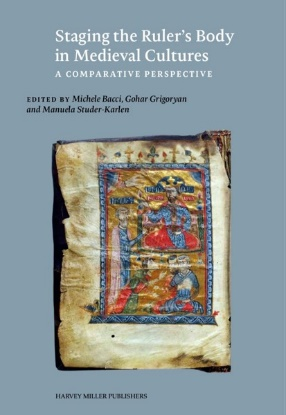 Staging the Ruler's Body
in Medieval Cultures
A COMPARATIVE PERSPECTIVE
EDITED BY Michele Bacci, Gohar Grigoryan
and Manuela Studer-Karlen
HARVEY MILLER PUBLISHERS